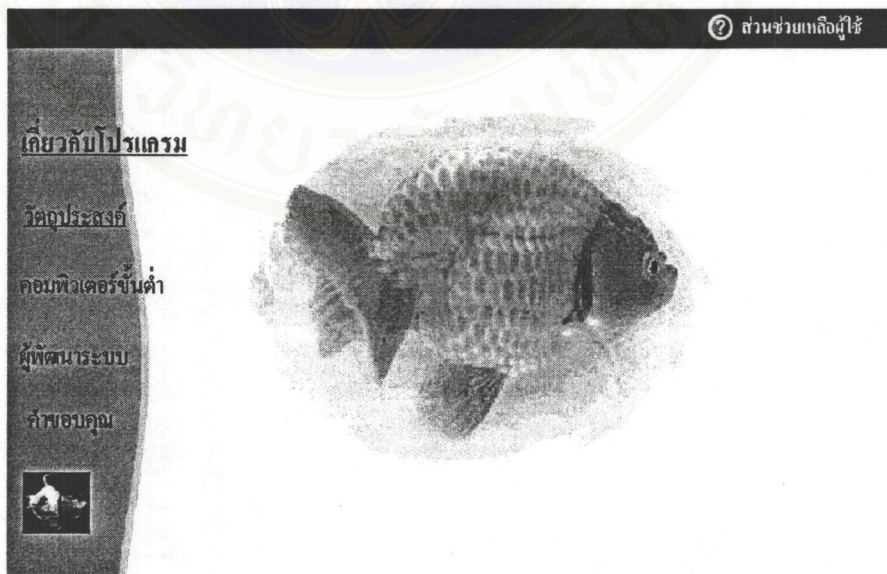 ส่วนช่วยเหลือผู้ใช้
เกี่ยวกับโปรแกรม
วัตถุประสงค์
คอมพิวเตอร์ขั้นต่ำ
ผู้พัฒนาระบบ
คำขอบคุณ